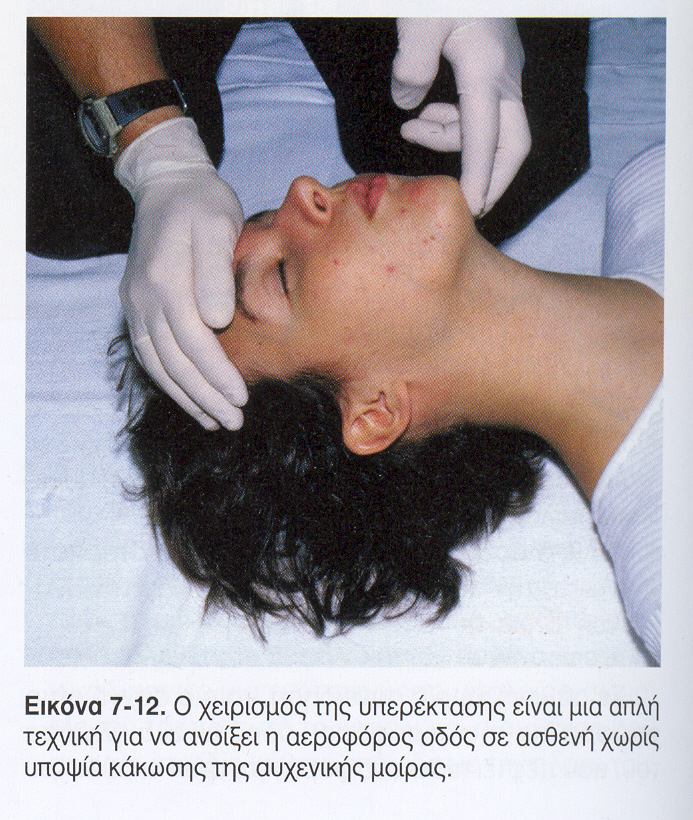 Εικόνα 7-12. Ο χειρισμός της υπερέκτασης είναι μια απλή
τεχνική για να ανοίξει η αεροφόρος οδός σε ασθενή χωρίς
υποψία κάκωσης της αυχενικής μοίρας.